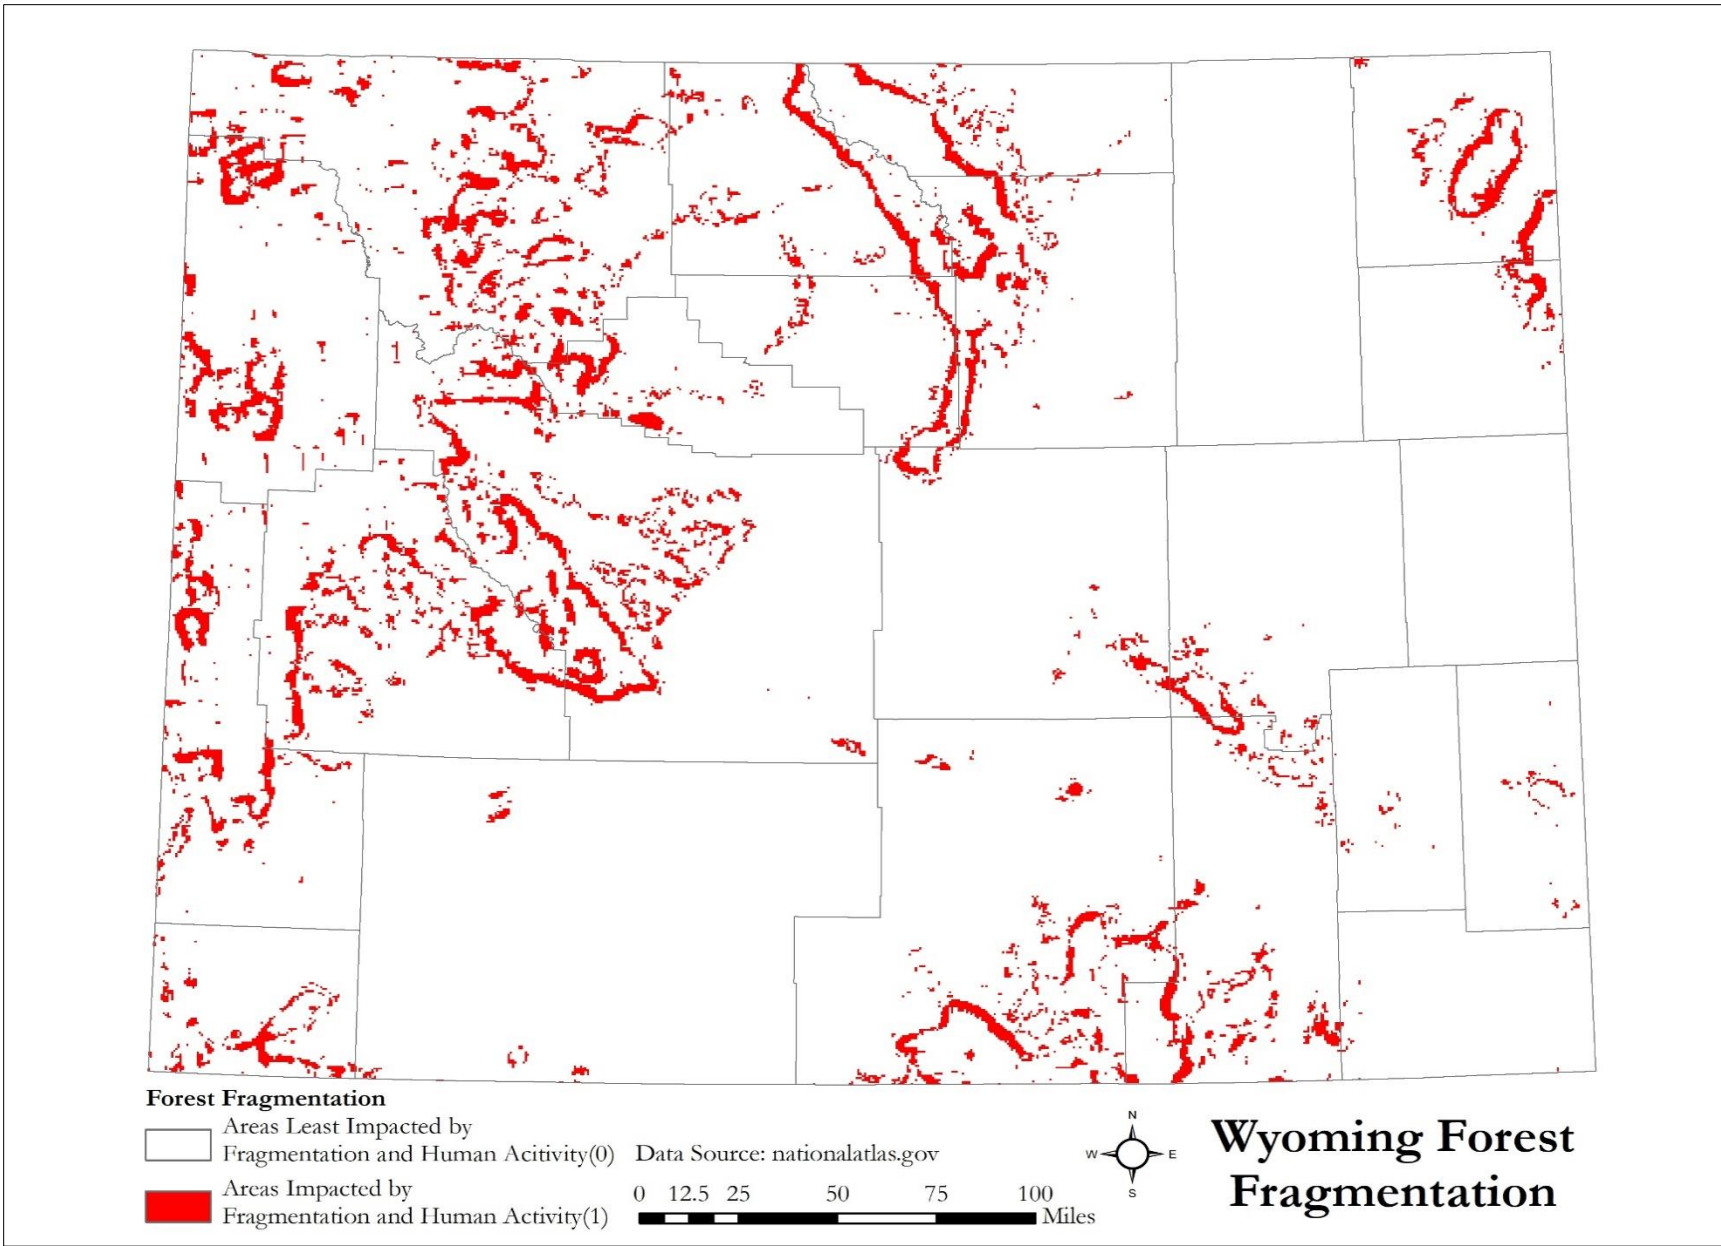 Forest Fragmentation
Areas Least Impacted by
Fragmentation and Human Acitivity(0)
Areas Impacted by
Fragmentation and Human Activity(1)
Data Source: nationalatlas.gov
0 12.5 25 50 75 100
Miles
N
W E
S
Wyoming Forest
Fragmentation